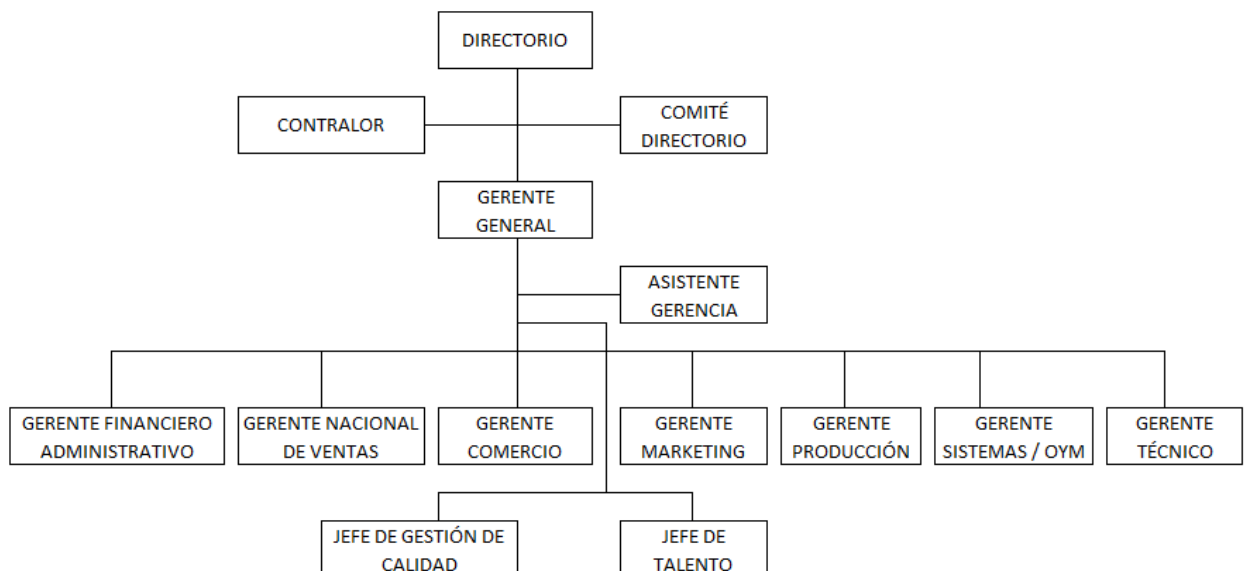 DIRECTORIO
CONTRALOR
COMITÉ
DIRECTORIO
GERENTE
GENERAL
ASISTENTE
GERENCIA
GERENTE FINANCIERO
ADMINISTRATIVO
GERENTE NACIONAL
DE VENTAS
GERENTE
COMERCIO
GERENTE
MARKETING
GERENTE
PRODUCCIÓN
GERENTE
SISTEMAS / OYM
GERENTE
TÉCNICO
JEFE DE GESTIÓN DE
CALIDAD
JEFE DE
TALENTO